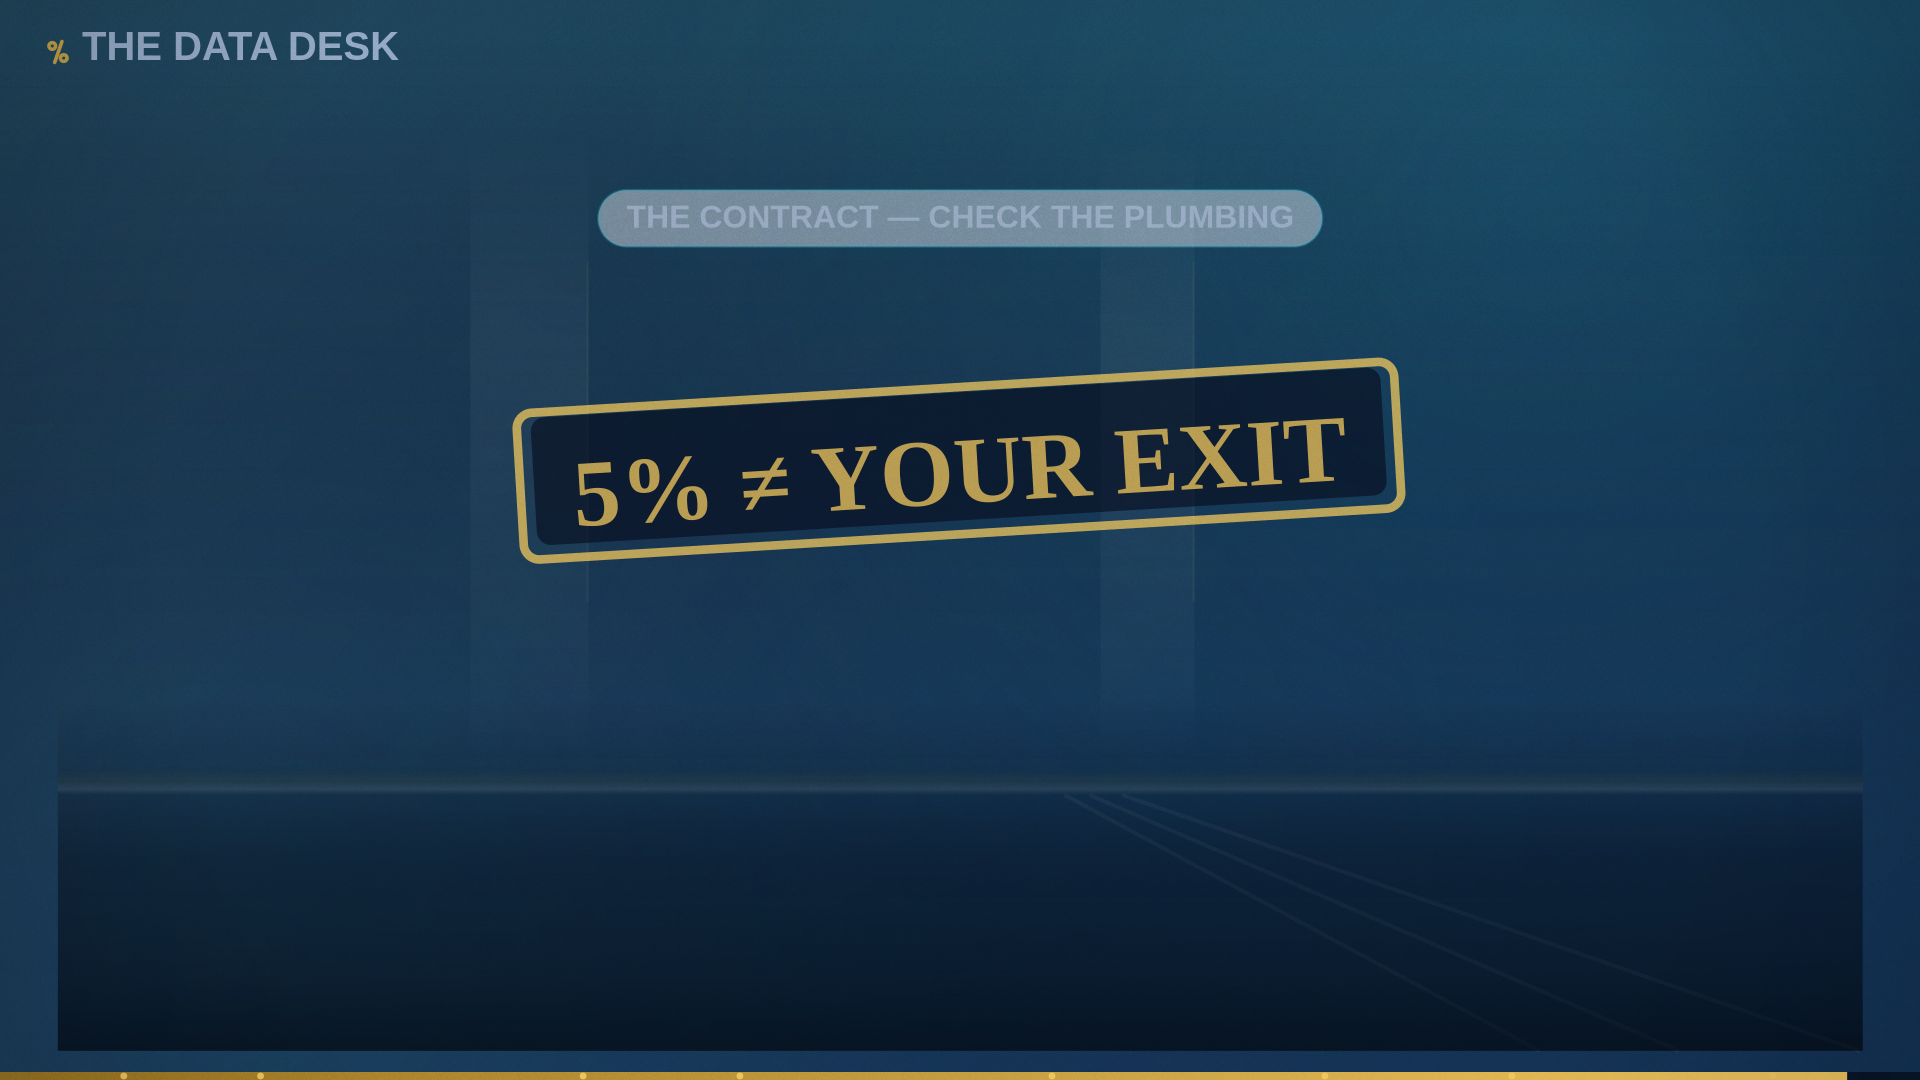 % THE DATA DESK
THE CONTRACT — CHECK THE PLUMBING
5% ≠ YOUR EXIT